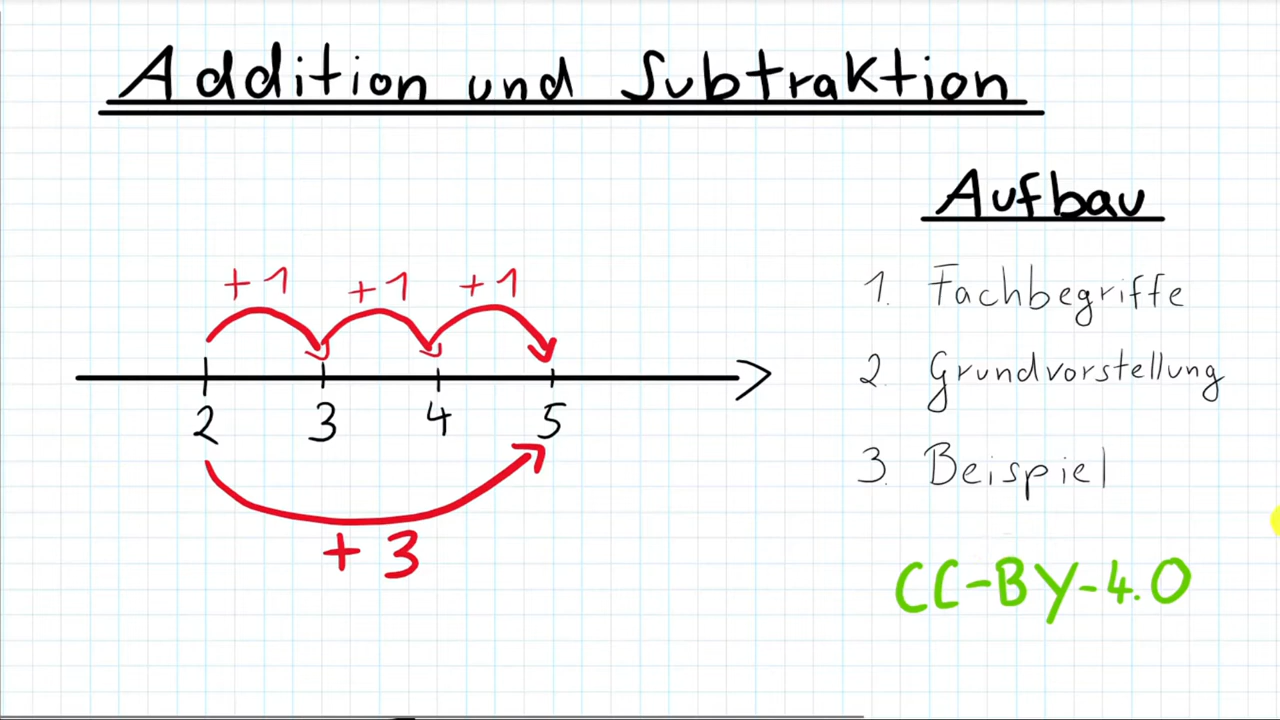 Addition und Subtraktion
Aufbau
+1 +1 +1
2 3 4 5
+3
1. Fachbegriffe
2. Grundvorstellung
3. Beispiel
CC-BY-4.0